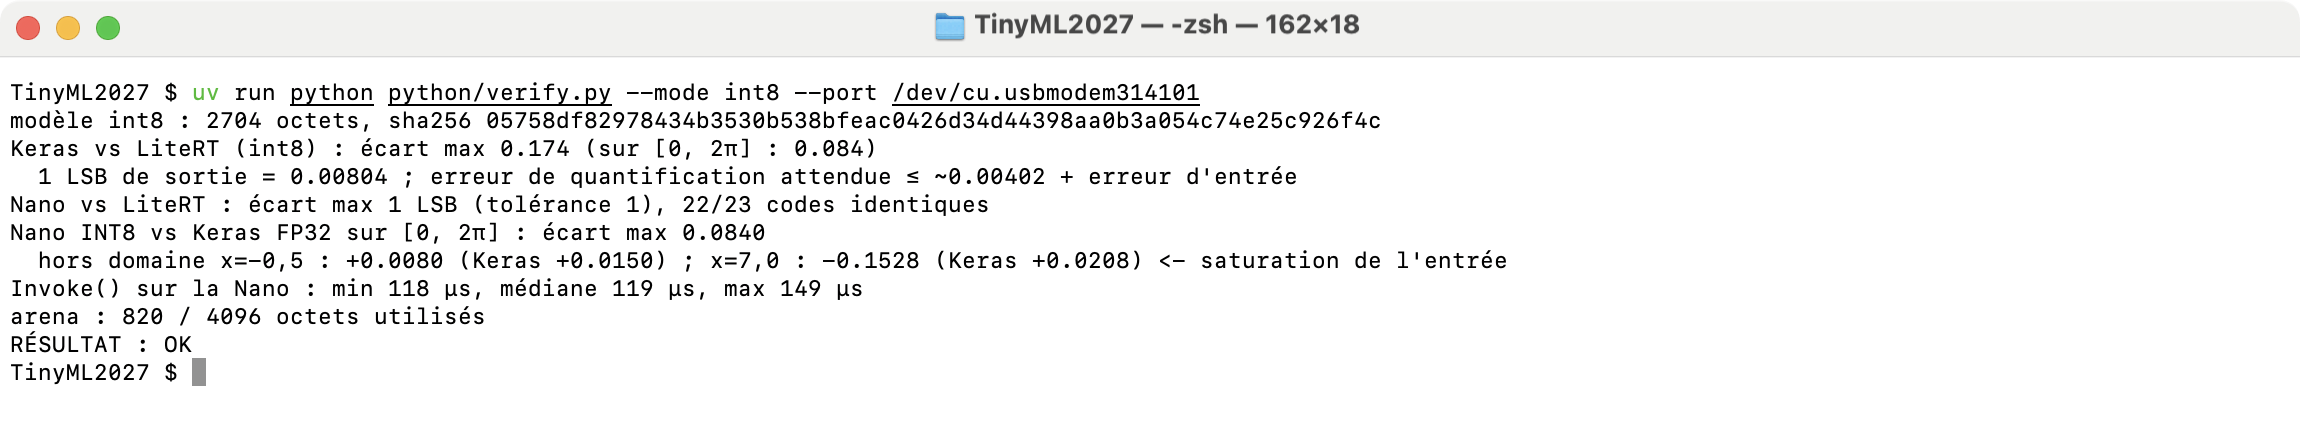 TinyML2027 — -zsh — 162×18
TinyML2027 $ uv run python python/verify.py --mode int8 --port /dev/cu.usbmodem314101
modèle int8 : 2704 octets, sha256 05758df82978434b3530b538bfeac0426d34d44398aa0b3a054c74e25c926f4c
Keras vs LiteRT (int8) : écart max 0.174 (sur [0, 2π] : 0.084)
  1 LSB de sortie = 0.00804 ; erreur de quantification attendue ≤ ~0.00402 + erreur d'entrée
Nano vs LiteRT : écart max 1 LSB (tolérance 1), 22/23 codes identiques
Nano INT8 vs Keras FP32 sur [0, 2π] : écart max 0.0840
  hors domaine x=−0,5 : +0.0080 (Keras +0.0150) ; x=7,0 : -0.1528 (Keras +0.0208) <- saturation de l'entrée
Invoke() sur la Nano : min 118 µs, médiane 119 µs, max 149 µs
arena : 820 / 4096 octets utilisés
RÉSULTAT : OK
TinyML2027 $